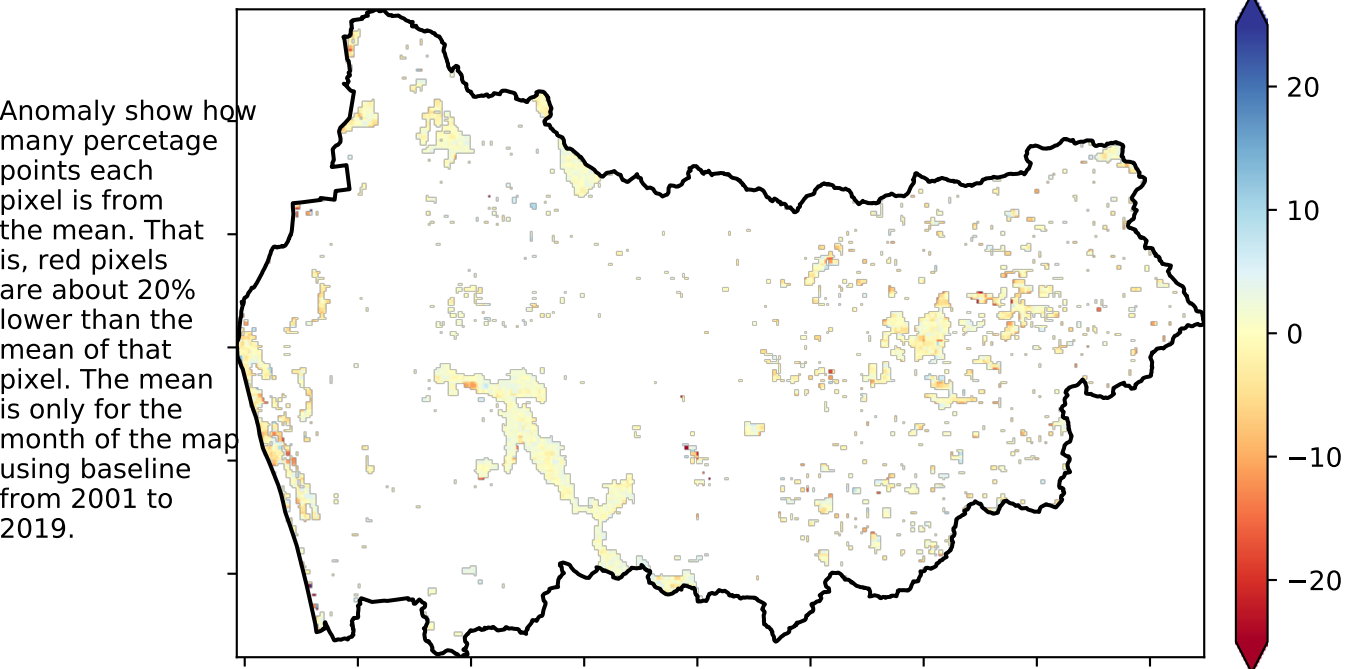 Anomaly show how
many percetage
points each
pixel is from
the mean. That
is, red pixels
are about 20%
lower than the
mean of that
pixel. The mean
is only for the
month of the map
using baseline
from 2001 to
2019.
20
10
0
−10
−20